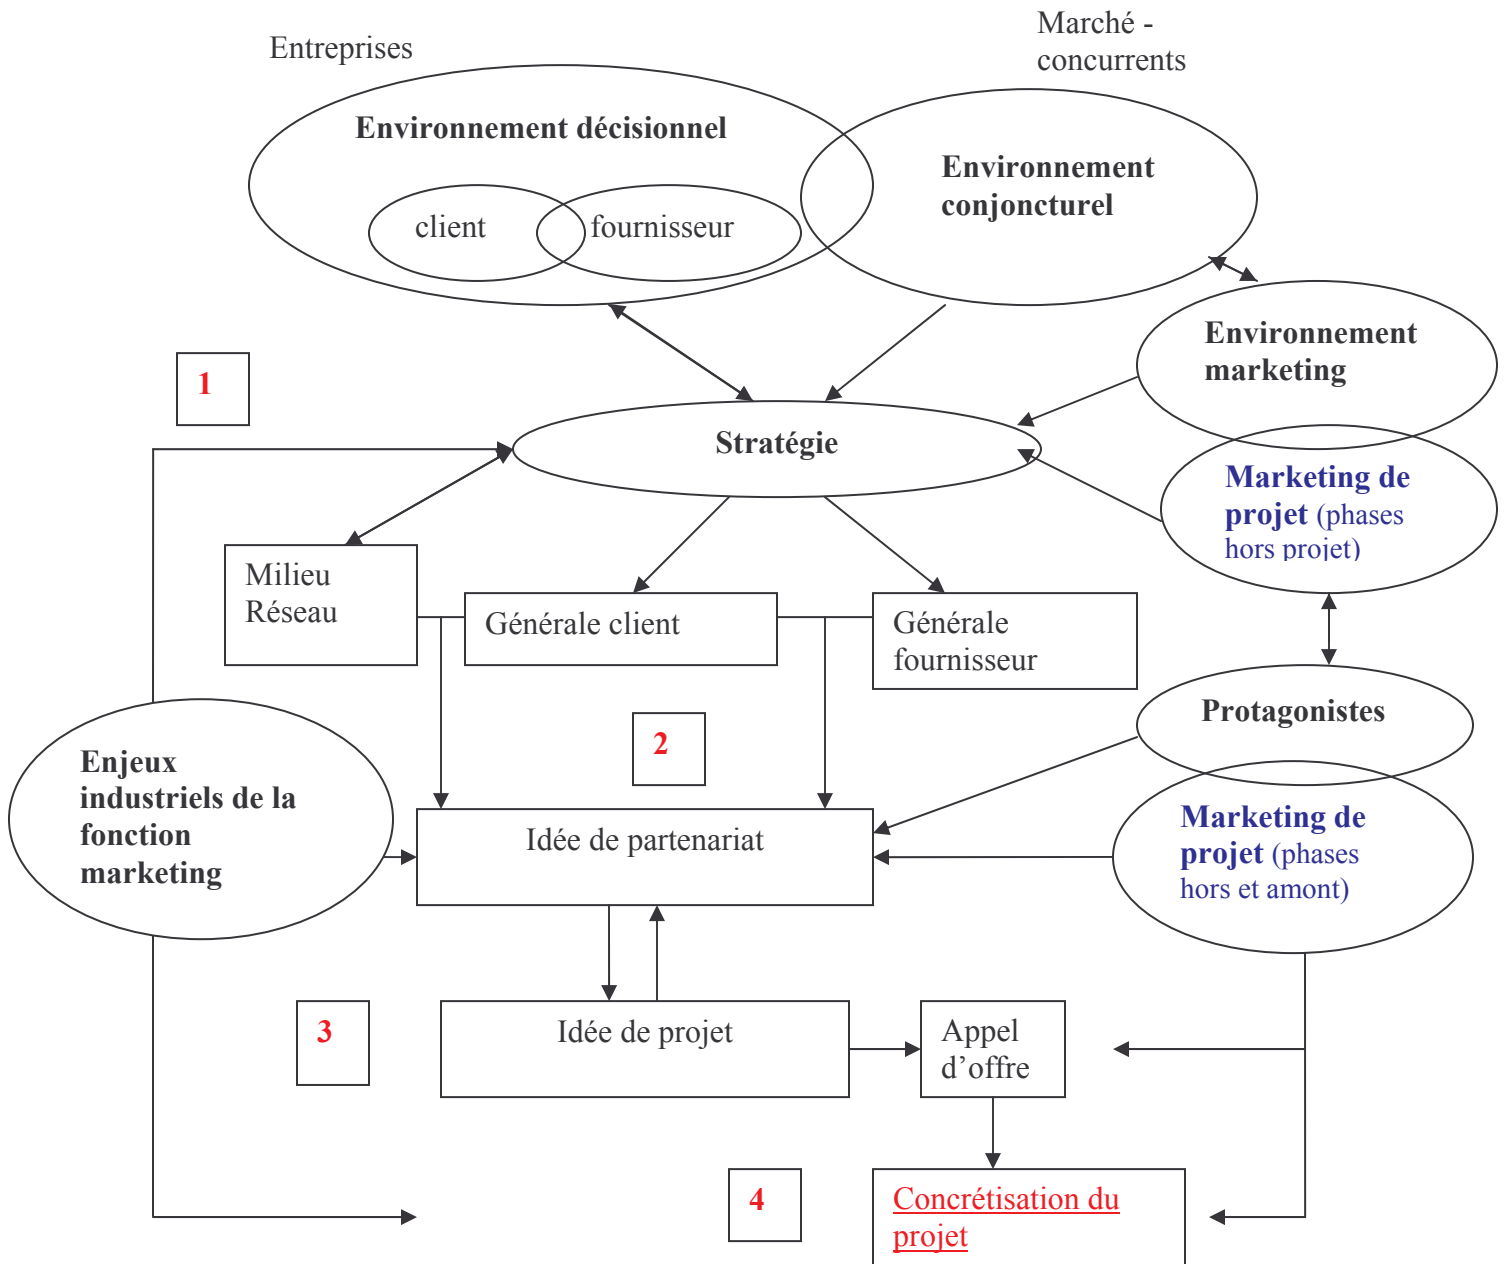 Entreprises
Marché -
concurrents
Environnement décisionnel
client
fournisseur
Environnement
conjoncturel
Environnement
marketing
1
Stratégie
Marketing de
projet (phases
hors projet)
Milieu
Réseau
Générale client
Générale
fournisseur
Protagonistes
2
Enjeux
industriels de la
fonction
marketing
Idée de partenariat
Marketing de
projet (phases
hors et amont)
3
Idée de projet
Appel
d’offre
4
Concrétisation du
projet